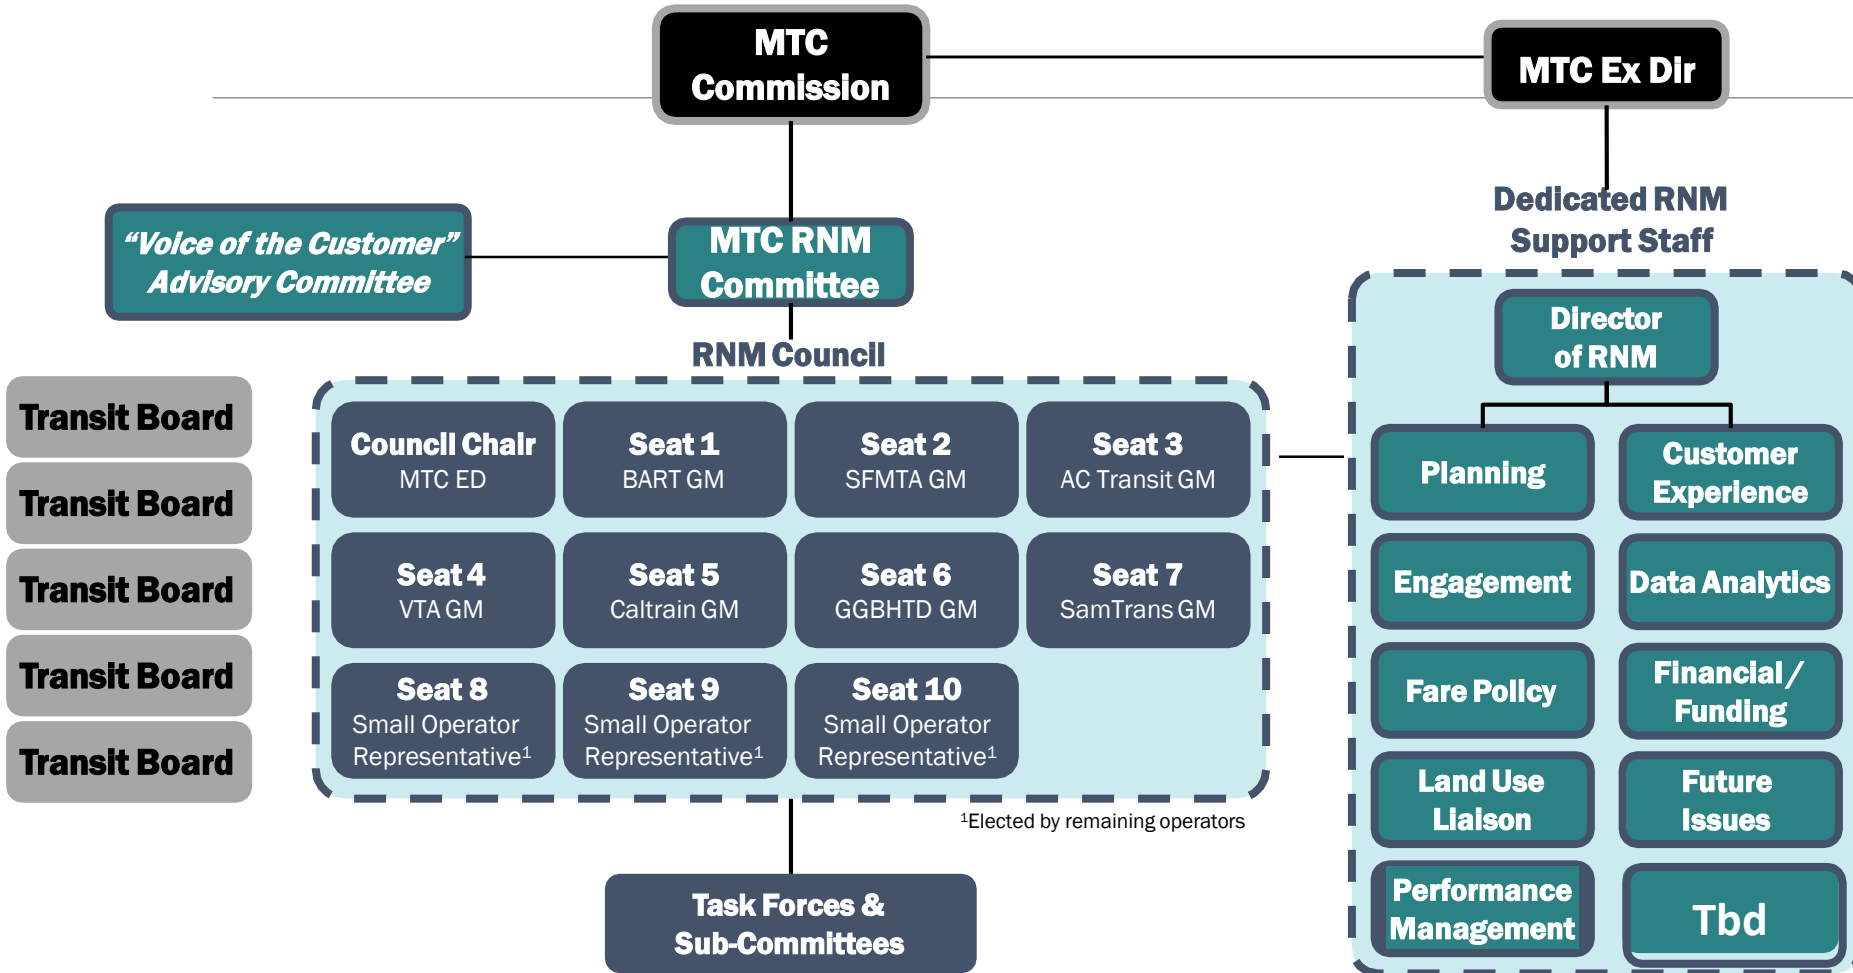 MTC
Commission
MTC Ex Dir
“Voice of the Customer”
Advisory Committee
MTC RNM
Committee
Dedicated RNM
Support Staff
RNM Council
Transit Board
Transit Board
Transit Board
Transit Board
Transit Board
Council Chair
MTC ED
Seat 1
BART GM
Seat 2
SFMTA GM
Seat 3
AC Transit GM
Seat 4
VTA GM
Seat 5
Caltrain GM
Seat 6
GGBHTD GM
Seat 7
SamTrans GM
Seat 8
Small Operator
Representative¹
Seat 9
Small Operator
Representative¹
Seat 10
Small Operator
Representative¹
¹Elected by remaining operators
Task Forces &
Sub-Committees
Director
of RNM
Planning
Customer
Experience
Engagement
Data Analytics
Fare Policy
Financial/
Funding
Land Use
Liaison
Future
Issues
Performance
Management
Tbd